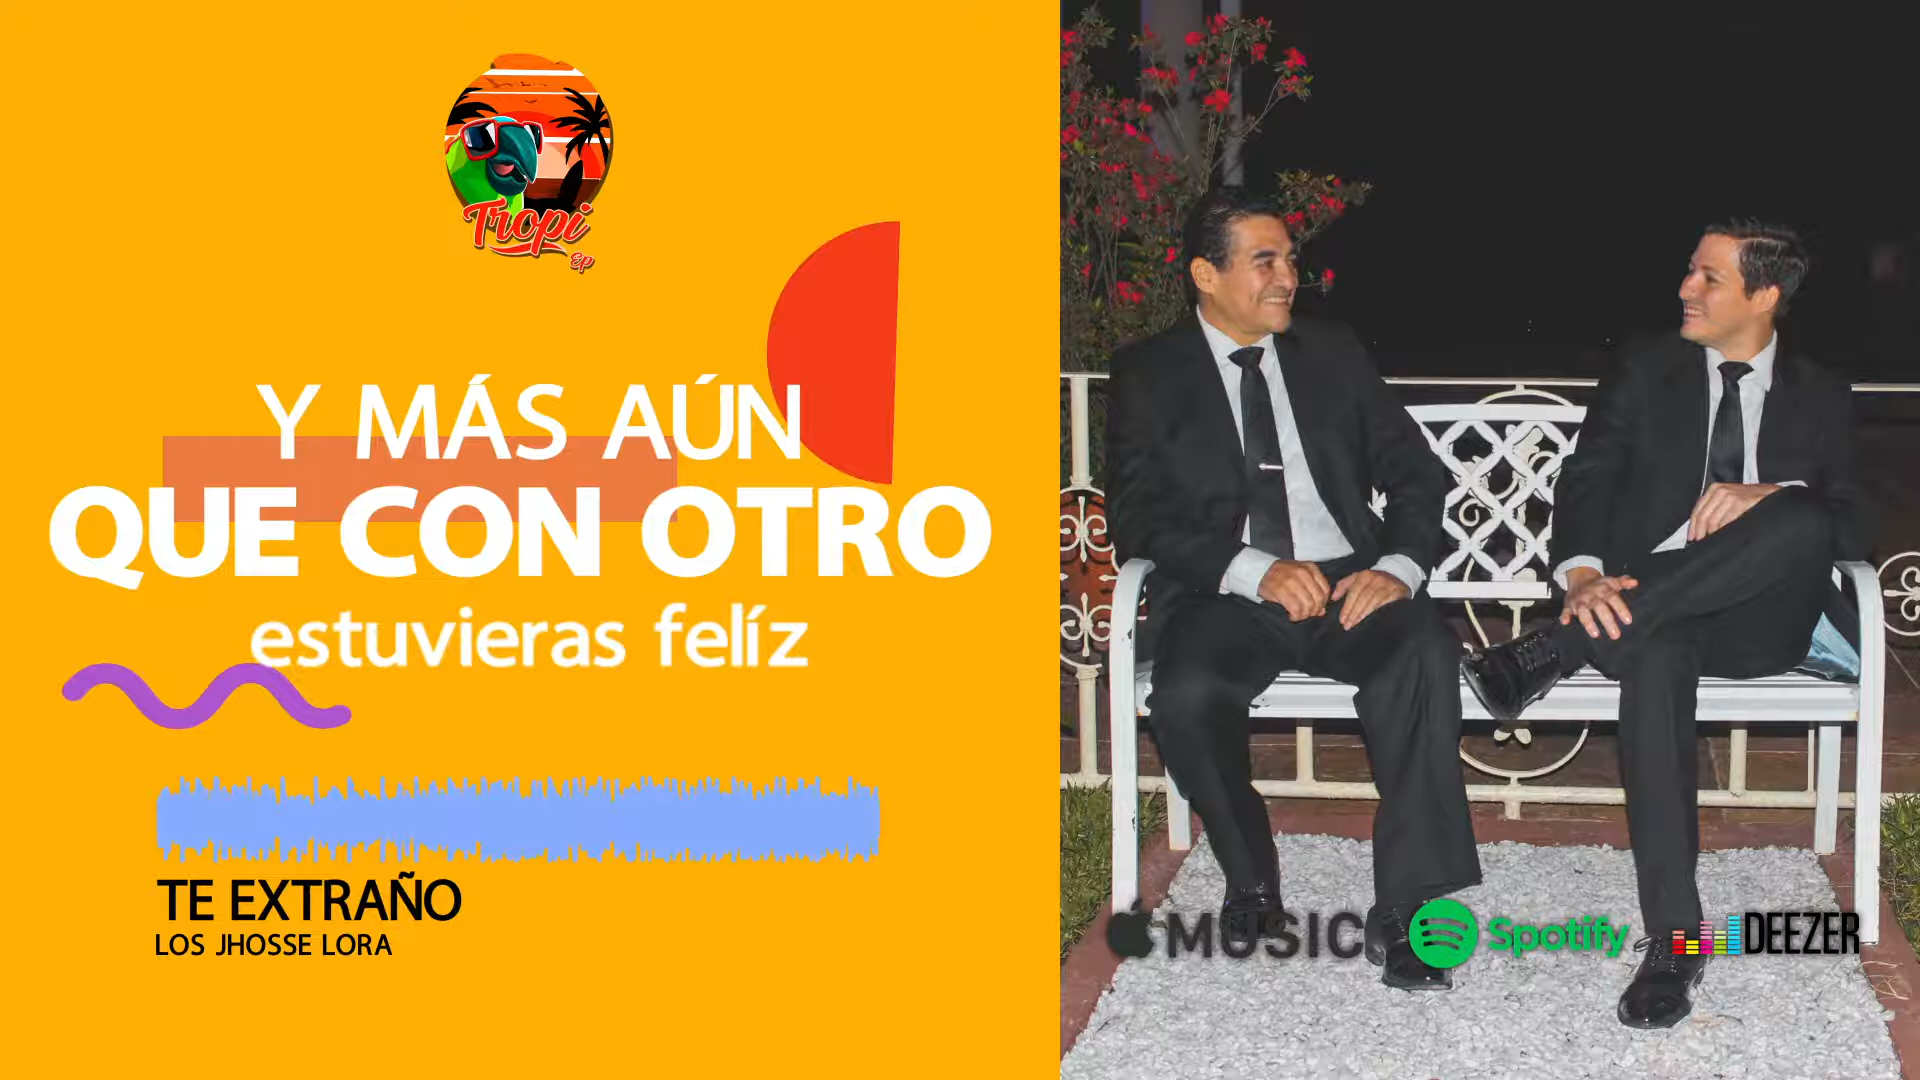 Tropi
Ep
Y MÁS AÚN
QUE CON OTRO
estuvieras felíz
TE EXTRAÑO
LOS JHOSSE LORA
MUSIC
Spotify
DEEZER